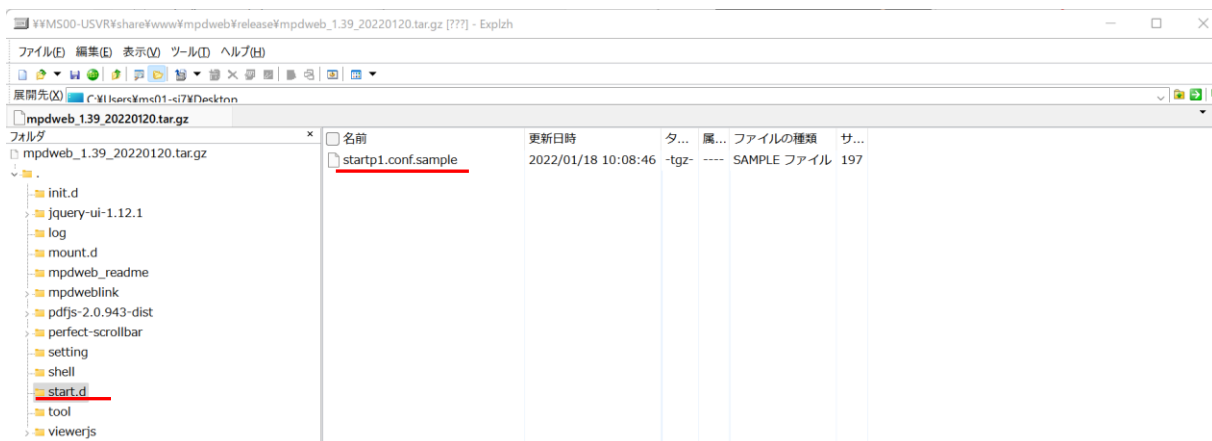 ¥¥MS00-USVR¥share¥www¥mpdweb¥release¥mpdweb_1.39_20220120.tar.gz [???] - Explzh
ファイル(F) 編集(E) 表示(V) ツール(T) ヘルプ(H)
展開先(X) C:¥Users¥ms01-si7¥Desktop
mpdweb_1.39_20220120.tar.gz
フォルダ × 名前 更新日時 タ... 属... ファイルの種類 サ...
mpdweb_1.39_20220120.tar.gz
startp1.conf.sample 2022/01/18 10:08:46 -tgz- ---- SAMPLE ファイル 197
.
init.d
jquery-ui-1.12.1
log
mount.d
mpdweb_readme
mpdweblink
pdfjs-2.0.943-dist
perfect-scrollbar
setting
shell
start.d
tool
viewerjs